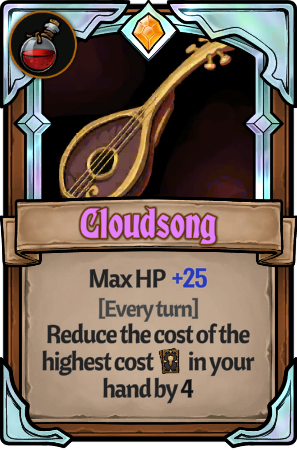 Cloudsong
Max HP +25
[Every turn]
Reduce the cost of the
highest cost in your
hand by 4